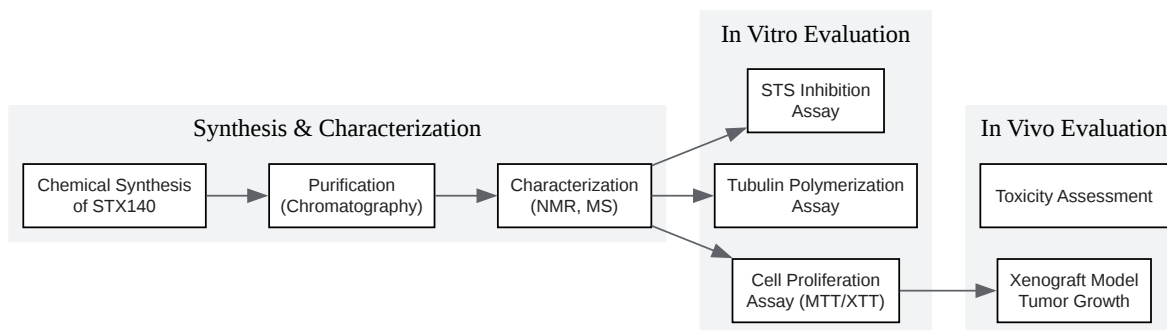 Synthesis & Characterization
Chemical Synthesis
of STX140
Purification
(Chromatography)
Characterization
(NMR, MS)
In Vitro Evaluation
STS Inhibition
Assay
Tubulin Polymerization
Assay
Cell Proliferation
Assay (MTT/XTT)
In Vivo Evaluation
Toxicity Assessment
Xenograft Model
Tumor Growth